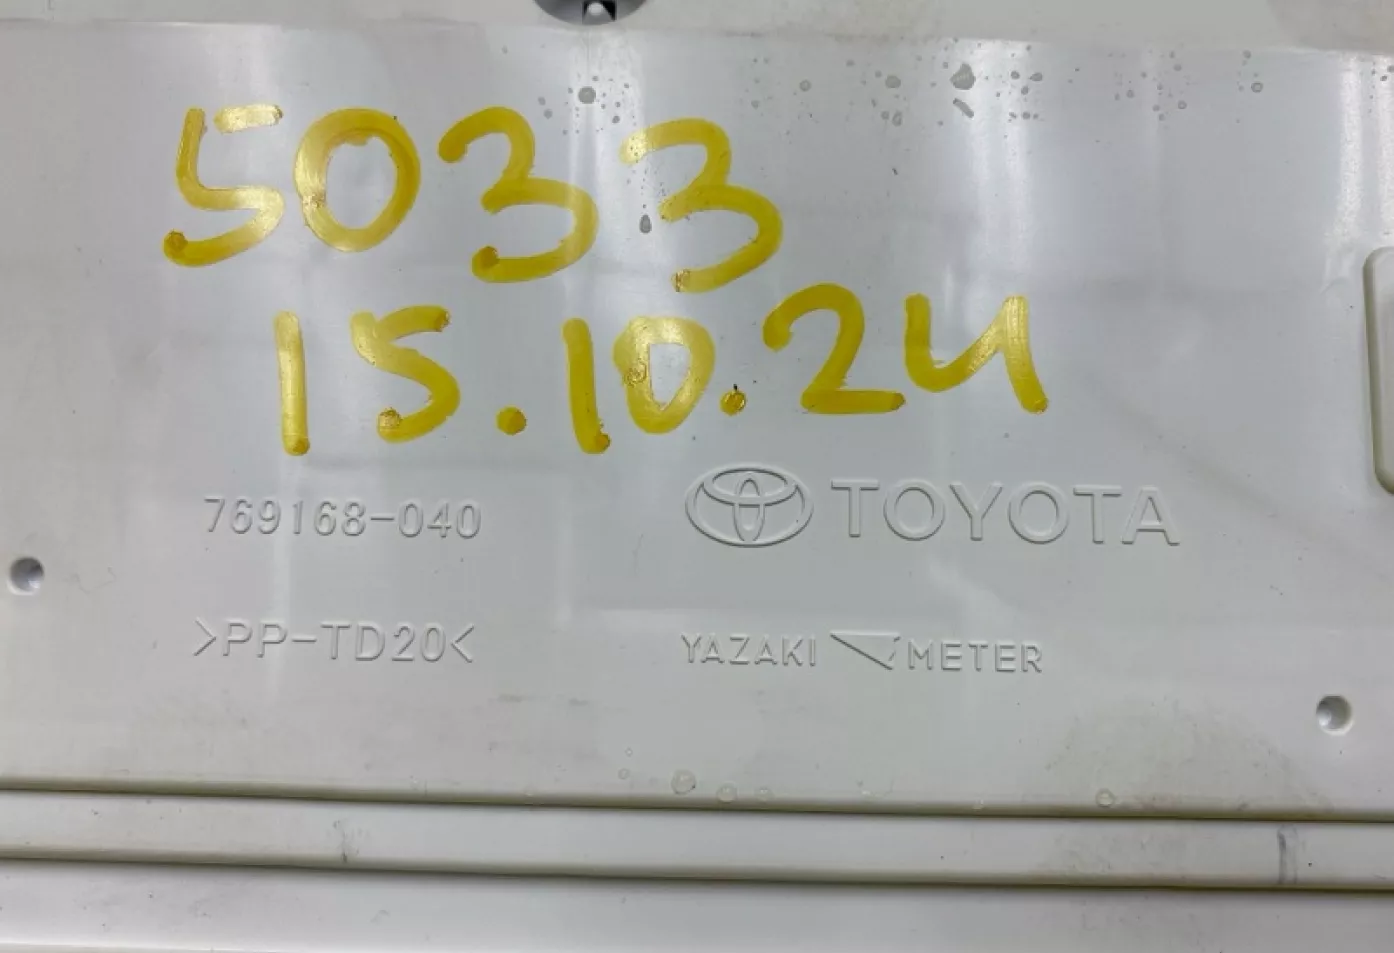 5033
15.10.24
769168-040
TOYOTA
>PP-TD20<
YAZAKI METER